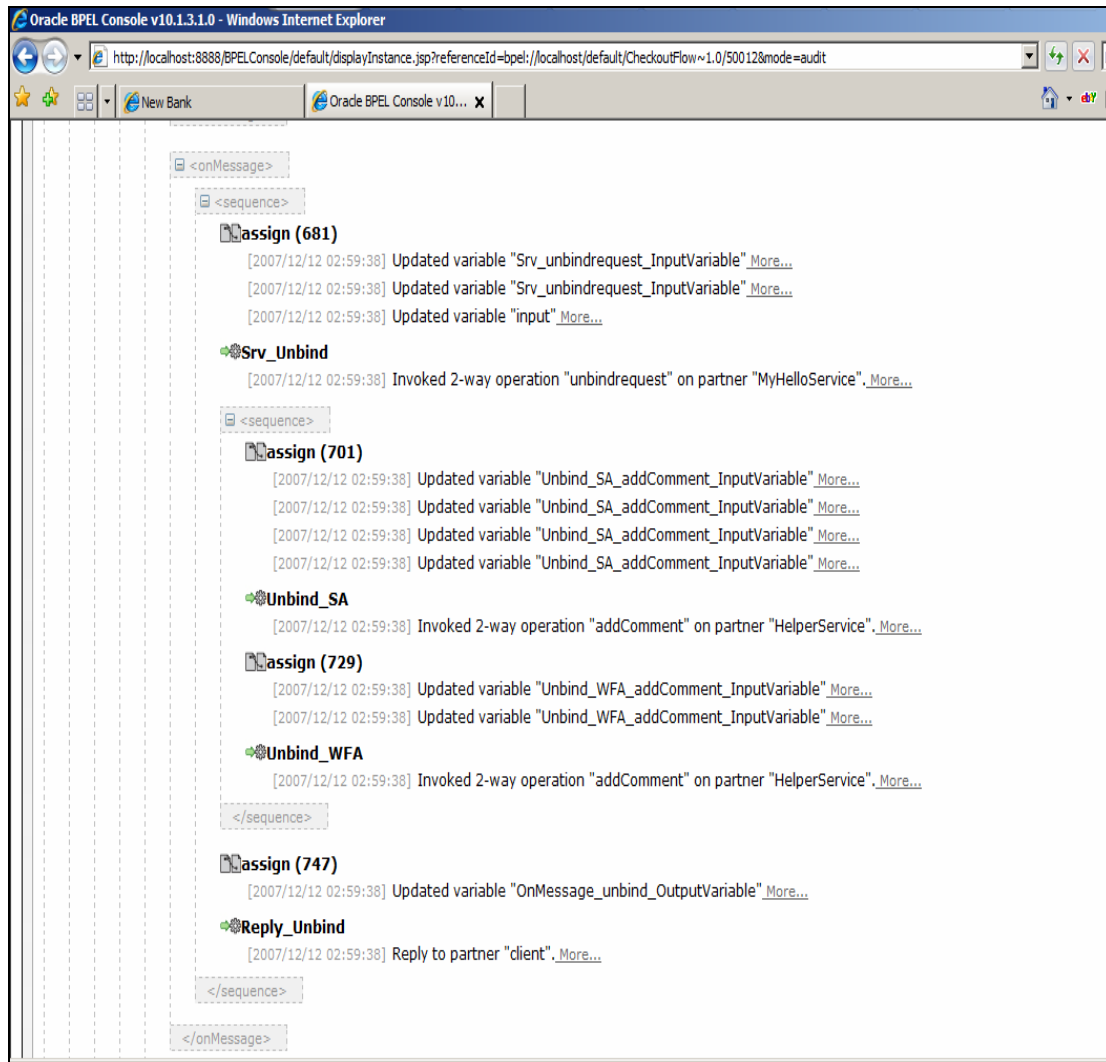 Oracle BPEL Console v10.1.3.1.0 - Windows Internet Explorer
http://localhost:8888/BPELConsole/default/displayInstance.jsp?referenceId=bpel://localhost/default/CheckoutFlow~1.0/50012&mode=audit
New Bank
Oracle BPEL Console v10...
ebY
<onMessage>
<sequence>
assign (681)
[2007/12/12 02:59:38] Updated variable "Srv_unbindrequest_InputVariable" More...
[2007/12/12 02:59:38] Updated variable "Srv_unbindrequest_InputVariable" More...
[2007/12/12 02:59:38] Updated variable "input" More...
Srv_Unbind
[2007/12/12 02:59:38] Invoked 2-way operation "unbindrequest" on partner "MyHelloService". More...
<sequence>
assign (701)
[2007/12/12 02:59:38] Updated variable "Unbind_SA_addComment_InputVariable" More...
[2007/12/12 02:59:38] Updated variable "Unbind_SA_addComment_InputVariable" More...
[2007/12/12 02:59:38] Updated variable "Unbind_SA_addComment_InputVariable" More...
[2007/12/12 02:59:38] Updated variable "Unbind_SA_addComment_InputVariable" More...
Unbind_SA
[2007/12/12 02:59:38] Invoked 2-way operation "addComment" on partner "HelperService". More...
assign (729)
[2007/12/12 02:59:38] Updated variable "Unbind_WFA_addComment_InputVariable" More...
[2007/12/12 02:59:38] Updated variable "Unbind_WFA_addComment_InputVariable" More...
Unbind_WFA
[2007/12/12 02:59:38] Invoked 2-way operation "addComment" on partner "HelperService". More...
</sequence>
assign (747)
[2007/12/12 02:59:38] Updated variable "OnMessage_unbind_OutputVariable" More...
Reply_Unbind
[2007/12/12 02:59:38] Reply to partner "client". More...
</sequence>
</onMessage>